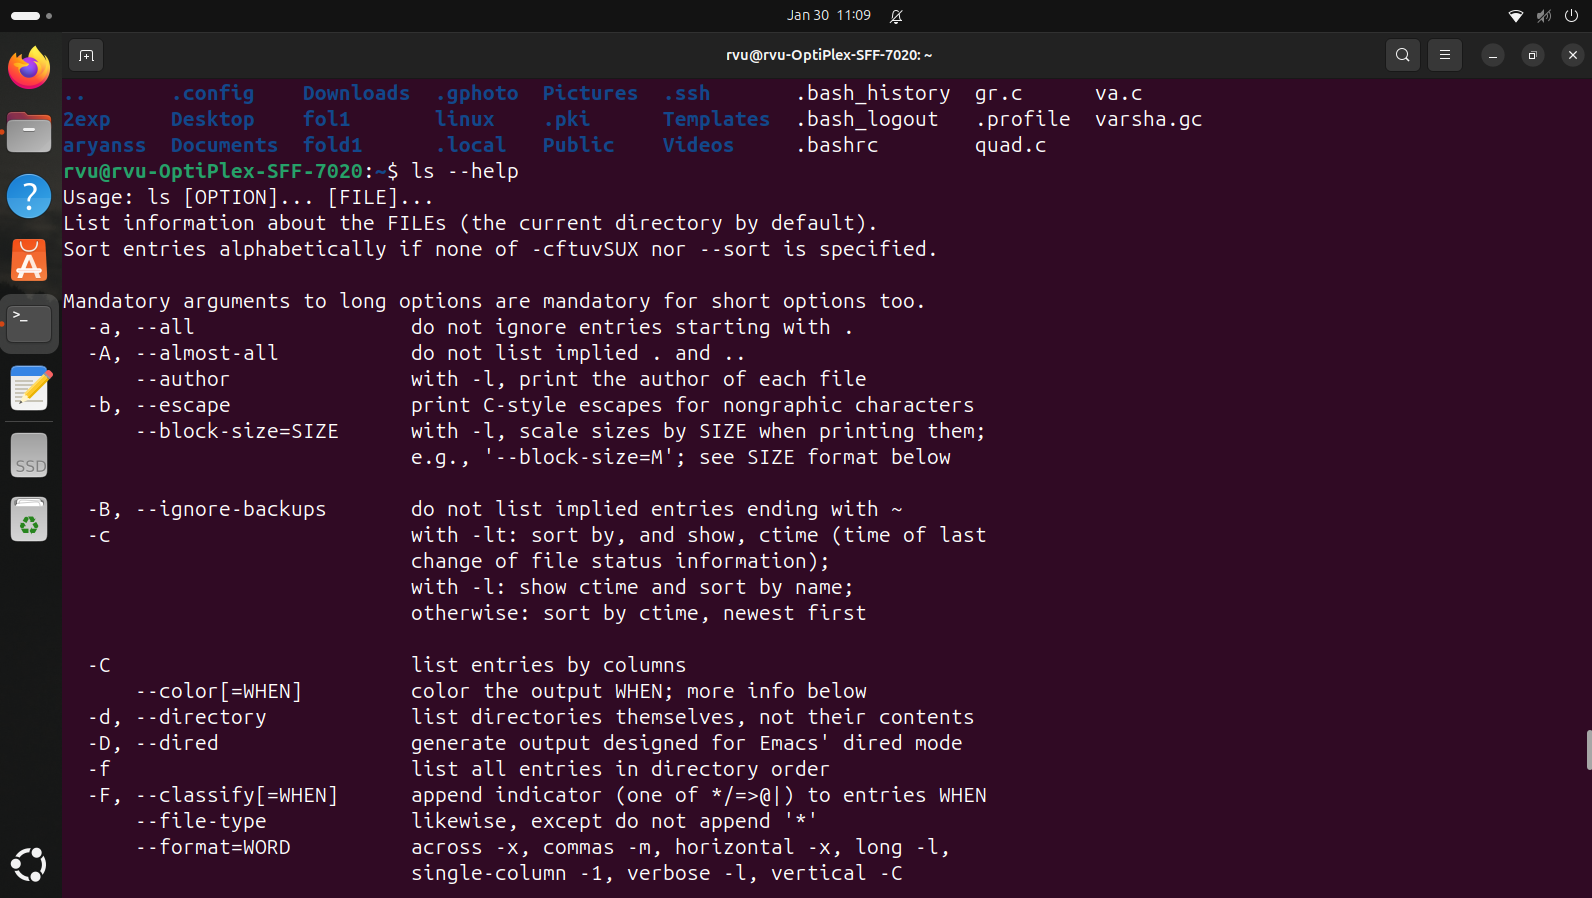 Jan 30 11:09
rvu@rvu-OptiPlex-SFF-7020: ~
.. .config Downloads .gphoto Pictures .ssh .bash_history gr.c va.c
2exp Desktop fol1 linux .pki Templates .bash_logout .profile varsha.gc
aryanss Documents fold1 .local Public Videos .bashrc quad.c
rvu@rvu-OptiPlex-SFF-7020:~$ ls --help
Usage: ls [OPTION]... [FILE]...
List information about the FILEs (the current directory by default).
Sort entries alphabetically if none of -cftuvSUX nor --sort is specified.
Mandatory arguments to long options are mandatory for short options too.
-a, --all do not ignore entries starting with .
-A, --almost-all do not list implied . and ..
--author with -l, print the author of each file
-b, --escape print C-style escapes for nongraphic characters
--block-size=SIZE with -l, scale sizes by SIZE when printing them;
e.g., '--block-size=M'; see SIZE format below
-B, --ignore-backups do not list implied entries ending with ~
-c with -lt: sort by, and show, ctime (time of last
change of file status information);
with -l: show ctime and sort by name;
otherwise: sort by ctime, newest first
-C list entries by columns
--color[=WHEN] color the output WHEN; more info below
-d, --directory list directories themselves, not their contents
-D, --dired generate output designed for Emacs' dired mode
-f list all entries in directory order
-F, --classify[=WHEN] append indicator (one of */=>@|) to entries WHEN
--file-type likewise, except do not append '*'
--format=WORD across -x, commas -m, horizontal -x, long -l,
single-column -1, verbose -l, vertical -C
SSD